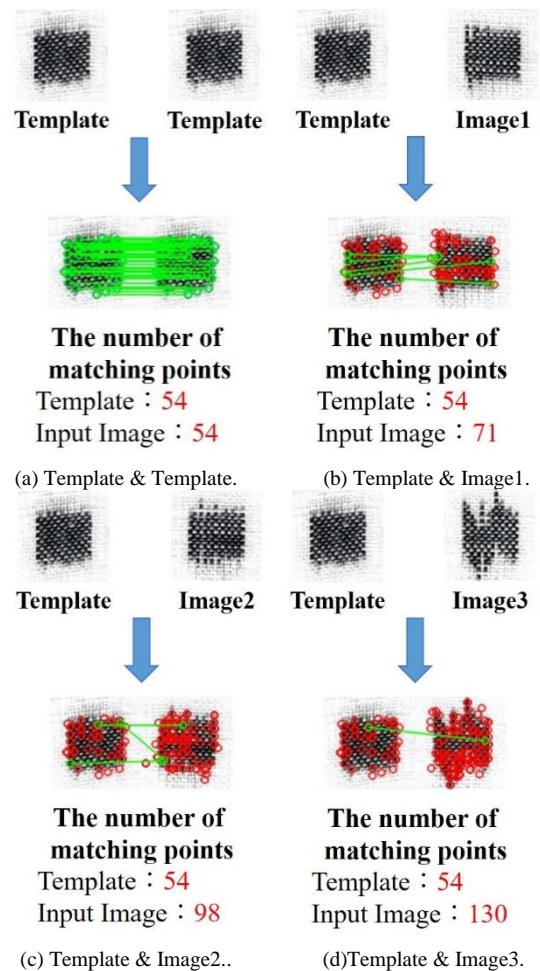 Template Template Template Image1
The number of The number of
matching points matching points
Template：54 Template：54
Input Image：54 Input Image：71
(a) Template & Template. (b) Template & Image1.
Template Image2 Template Image3
The number of The number of
matching points matching points
Template：54 Template：54
Input Image：98 Input Image：130
(c) Template & Image2.. (d)Template & Image3.